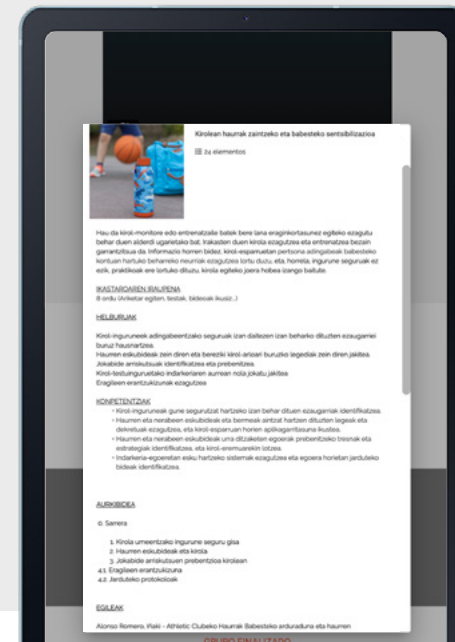 Kirolean haurrak zaintzeko eta babesteko sentsibilizazioa
24 elementos
Hau da kirol-monitore edo entrenatzaile batek bere lana eraginkortasunez egiteko ezagutu
behar duen alderdi ugarietako bat. Irakasten duen kirola ezagutzea eta entrenatzea bezain
garrantzitsua da. Informazio horren bidez, kirol-esparruetan pertsona adingabeak babesteko
kontuan hartuko beharreko neurriak ezagutzea lortu duzu, eta, horrela, ingurune seguruak ez
ezik, praktikoak ere lortuko dituzu, kirola egiteko joera hobea izango baitute.
IKASTAROAREN IRAUPENA
8 ordu (Ariketar egiten, testak, bideoak ikusiz...)
HELBURUAK
Kirol-inguruneek adingabeentzako seguruak izan daitezen izan beharko dituzten ezaugarriei
buruz hausnartzea.
Haurren eskubideak zein diren eta bereziki kirol-arloari buruzko legediak zein diren jakitea.
Jokabide arriskutsuak identifikatzea eta prebenitzea.
Kirol-testuinguruetako indarkeriaren aurrean nola jokatu jakitea
Eragileen erantzukizunak ezagutzea
KONPETENTZIAK
• Kirol-inguruneak gune segurutzat hartzeko izan behar dituen ezaugarriak identifikatzea.
• Haurren eta nerabeen eskubideak eta bermeak aintzat hartzen dituzten legeak eta
dekretuak ezagutzea, eta kirol-esparruan horien aplikagarritasuna ikustea.
• Haurren eta nerabeen eskubideak urra ditzaketen egoerak prebenitzeko tresnak eta
estrategiak identifikatzea, eta kirol-eremuarekin lotzea.
• Indarkeria-egoeretan esku hartzeko sistemak ezagutzea eta egoera horietan jarduteko
bideak identifikatzea.
AURKIBIDEA
0. Sarrera
1. Kirola umeentzako ingurune seguru gisa
2. Haurren eskubideak eta kirola
3. Jokabide arriskutsuen prebentzioa kirolean
4.1. Eragileen erantzukizuna
4.2. Jarduteko protokoloak
EGILEAK
Alonso Romero, Iñaki - Athletic Clubeko Haurrak Babesteko arduraduna eta haurren
GRUPO FINALIZADO